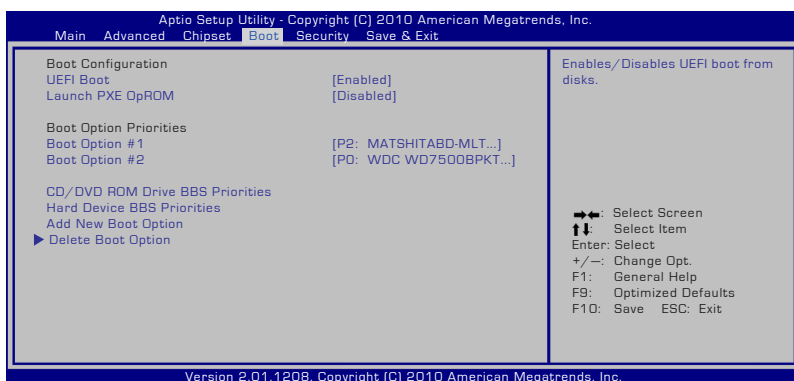 Aptio Setup Utility - Copyright (C) 2010 American Megatrends, Inc.
Main Advanced Chipset Boot Security Save & Exit
Boot Configuration
UEFI Boot [Enabled]
Launch PXE OpROM [Disabled]
Boot Option Priorities
Boot Option #1 [P2: MATSHITABD-MLT...]
Boot Option #2 [P0: WDC WD7500BPKT...]
CD/DVD ROM Drive BBS Priorities
Hard Device BBS Priorities
Add New Boot Option
Delete Boot Option
Enables/Disables UEFI boot from
disks.
→←: Select Screen
↑↓: Select Item
Enter: Select
+/—: Change Opt.
F1: General Help
F9: Optimized Defaults
F10: Save ESC: Exit
Version 2.01.1208. Copyright (C) 2010 American Megatrends, Inc.